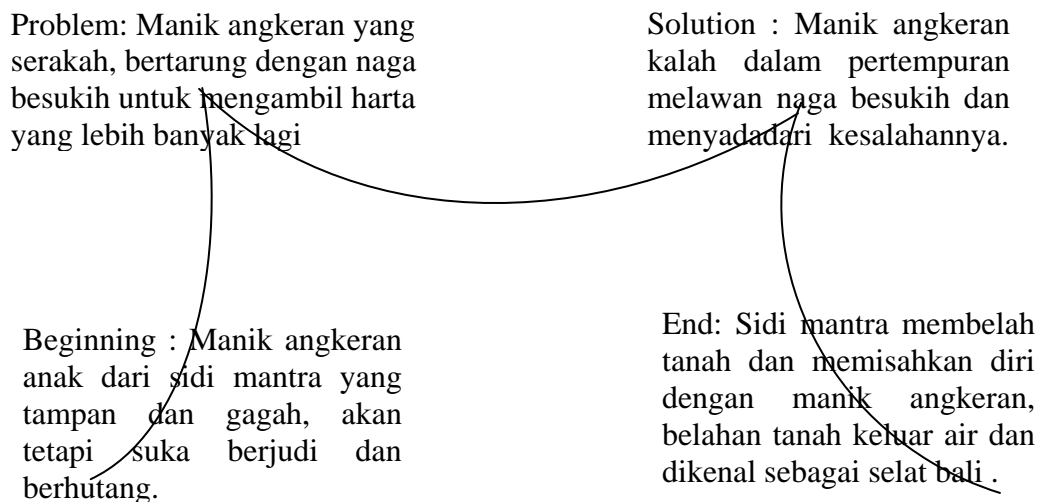 Problem: Manik angkeran yang
serakah, bertarung dengan naga
besukih untuk mengambil harta
yang lebih banyak lagi
Solution : Manik angkeran
kalah dalam pertempuran
melawan naga besukih dan
menyadadari kesalahannya.
Beginning : Manik angkeran
anak dari sidi mantra yang
tampan dan gagah, akan
tetapi suka berjudi dan
berhutang.
End: Sidi mantra membelah
tanah dan memisahkan diri
dengan manik angkeran,
belahan tanah keluar air dan
dikenal sebagai selat bali .